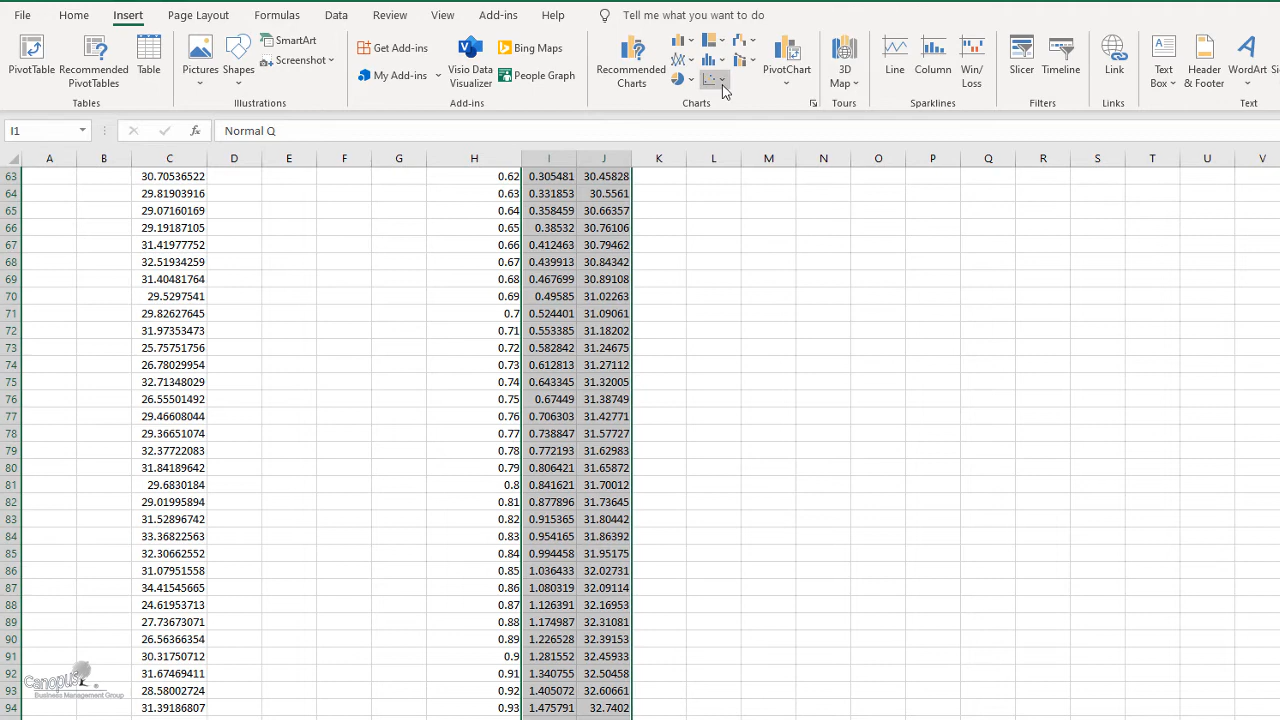 File Home Insert Page Layout Formulas Data Review View Add-ins Help Tell me what you want to do
PivotTable Recommended PivotTables Table Pictures Shapes SmartArt Screenshot Get Add-ins My Add-ins Visio Data Visualizer Bing Maps People Graph Recommended Charts PivotChart 3D Map Line Column Win/ Loss Slicer Timeline Link Text Box Header & Footer WordArt S
Tables Illustrations Add-ins Charts Tours Sparklines Filters Links Text
I1 fx Normal Q
A B C D E F G H I J K L M N O P Q R S T U V
63 30.70536522 0.62 0.305481 30.45828
64 29.81903916 0.63 0.331853 30.5561
65 29.07160169 0.64 0.358459 30.66357
66 29.19187105 0.65 0.38532 30.76106
67 31.41977752 0.66 0.412463 30.79462
68 32.51934259 0.67 0.439913 30.84342
69 31.40481764 0.68 0.467699 30.89108
70 29.5297541 0.69 0.49585 31.02263
71 29.82627645 0.7 0.524401 31.09061
72 31.97353473 0.71 0.553385 31.18202
73 25.75751756 0.72 0.582842 31.24675
74 26.78029954 0.73 0.612813 31.27112
75 32.71348029 0.74 0.643345 31.32005
76 26.55501492 0.75 0.67449 31.38749
77 29.46608044 0.76 0.706303 31.42771
78 29.36651074 0.77 0.738847 31.57727
79 32.37722083 0.78 0.772193 31.62983
80 31.84189642 0.79 0.806421 31.65872
81 29.6830184 0.8 0.841621 31.70012
82 29.01995894 0.81 0.877896 31.73645
83 31.52896742 0.82 0.915365 31.80442
84 33.36822563 0.83 0.954165 31.86392
85 32.30662552 0.84 0.994458 31.95175
86 31.07951558 0.85 1.036433 32.02731
87 34.41545665 0.86 1.080319 32.09114
88 24.61953713 0.87 1.126391 32.16953
89 27.73673071 0.88 1.174987 32.31081
90 26.56366354 0.89 1.226528 32.39153
91 30.31750712 0.9 1.281552 32.45933
92 31.67469411 0.91 1.340755 32.50458
93 28.58002724 0.92 1.405072 32.60661
94 31.39186807 0.93 1.475791 32.7402
Canopus
Business Management Group